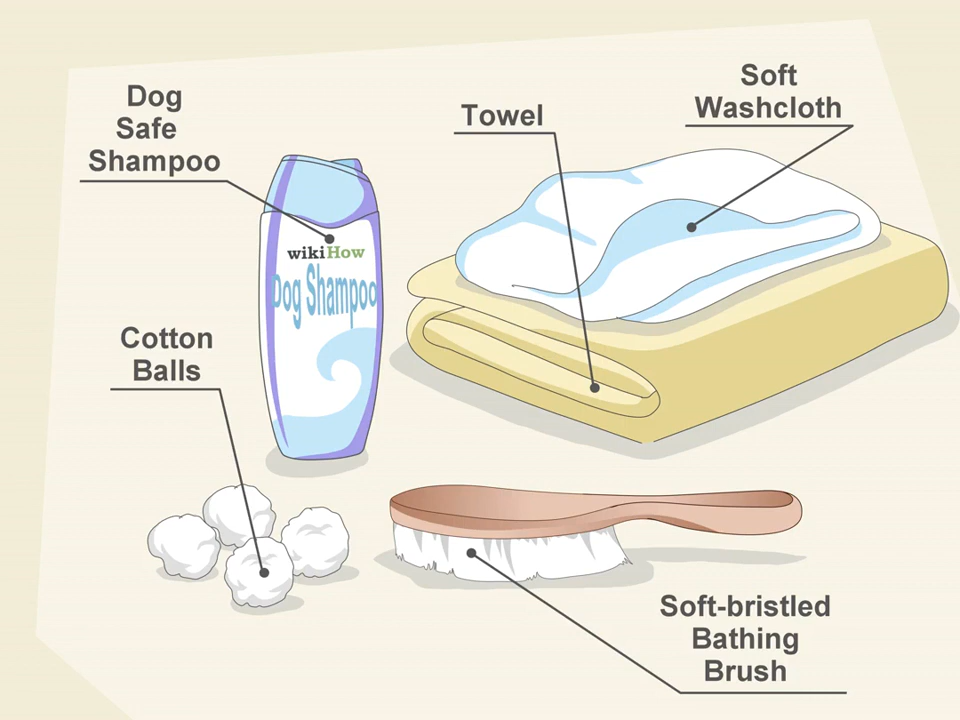 Dog
Safe
Shampoo
Towel
Soft
Washcloth
wikiHow
Dog Shampoo
Cotton
Balls
Soft-bristled
Bathing
Brush